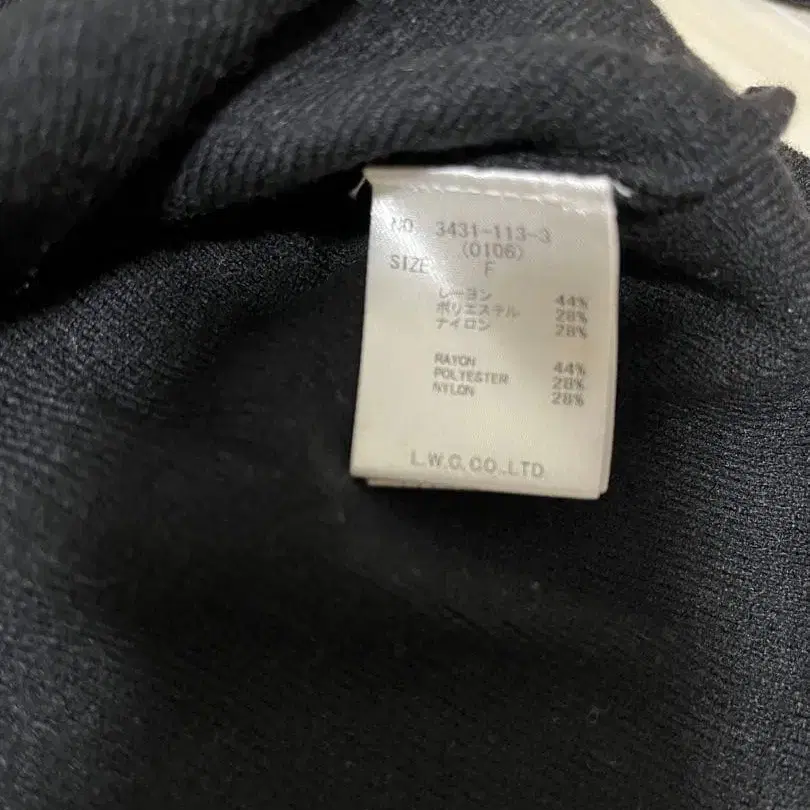 NO. 3431-113-3
(0106)
SIZE F
レーヨン 44%
ポリエステル 28%
ナイロン 28%
RAYON 44%
POLYESTER 28%
NYLON 28%
L.W.C.CO.,LTD